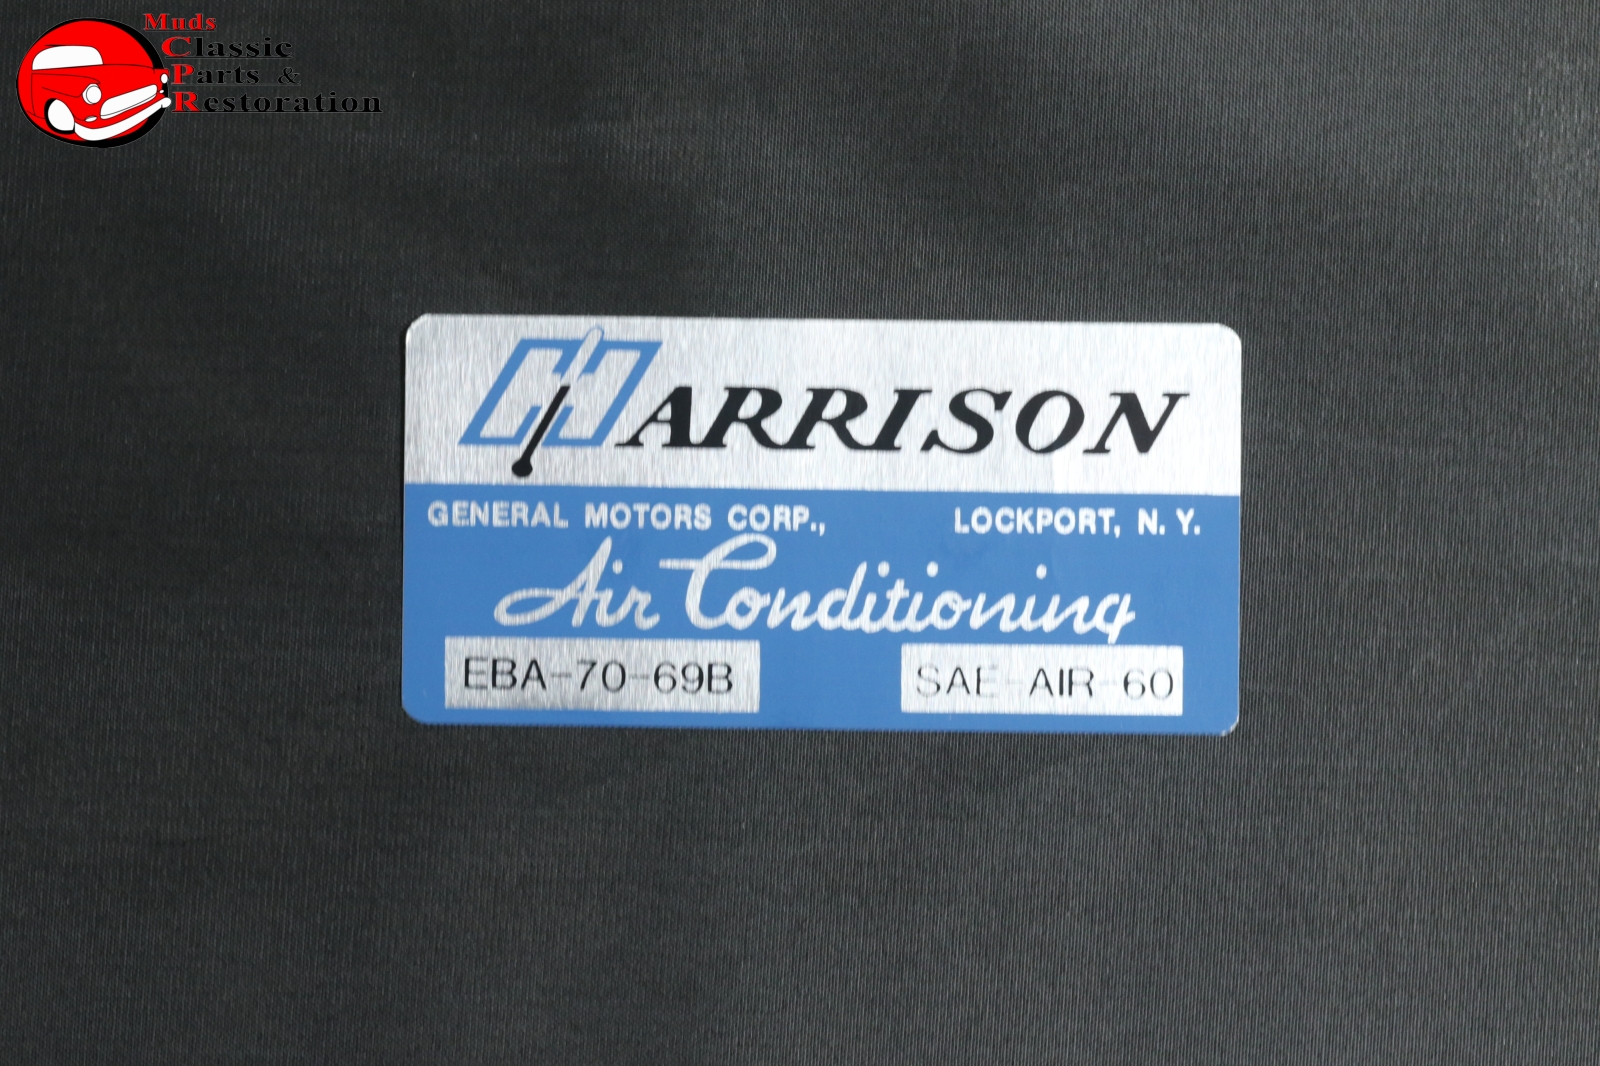 Muds
Classic
Parts &
Restoration
HARRISON
GENERAL MOTORS CORP., LOCKPORT, N. Y.
Air Conditioning
EBA-70-69B SAE-AIR-60